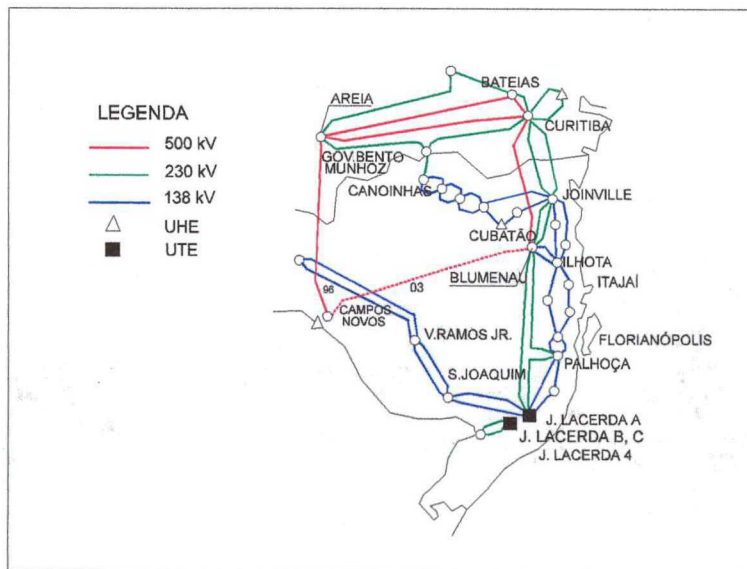 LEGENDA
500 kV
230 kV
138 kV
UHE
UTE
BATEIAS
AREIA
CURITIBA
GOV.BENTO
MUNHOZ
CANOINHAS
JOINVILLE
CUBATÃO
ILHOTA
BLUMENAU
ITAJAÍ
96
03
CAMPOS
NOVOS
V.RAMOS JR.
FLORIANÓPOLIS
PALHOÇA
S.JOAQUIM
J. LACERDA A
J. LACERDA B, C
J. LACERDA 4